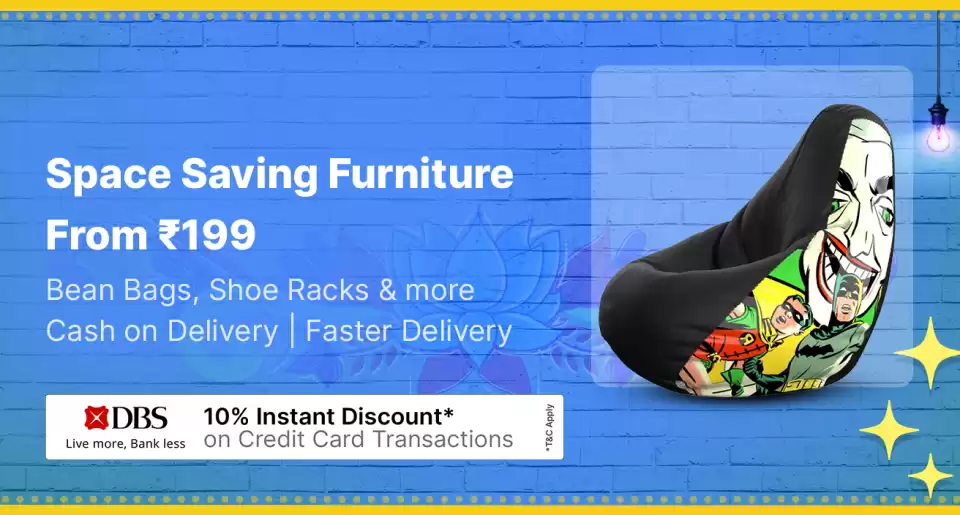 Space Saving Furniture
From ₹199
Bean Bags, Shoe Racks & more
Cash on Delivery | Faster Delivery
DBS
Live more, Bank less
10% Instant Discount*
on Credit Card Transactions
*T&C Apply
R